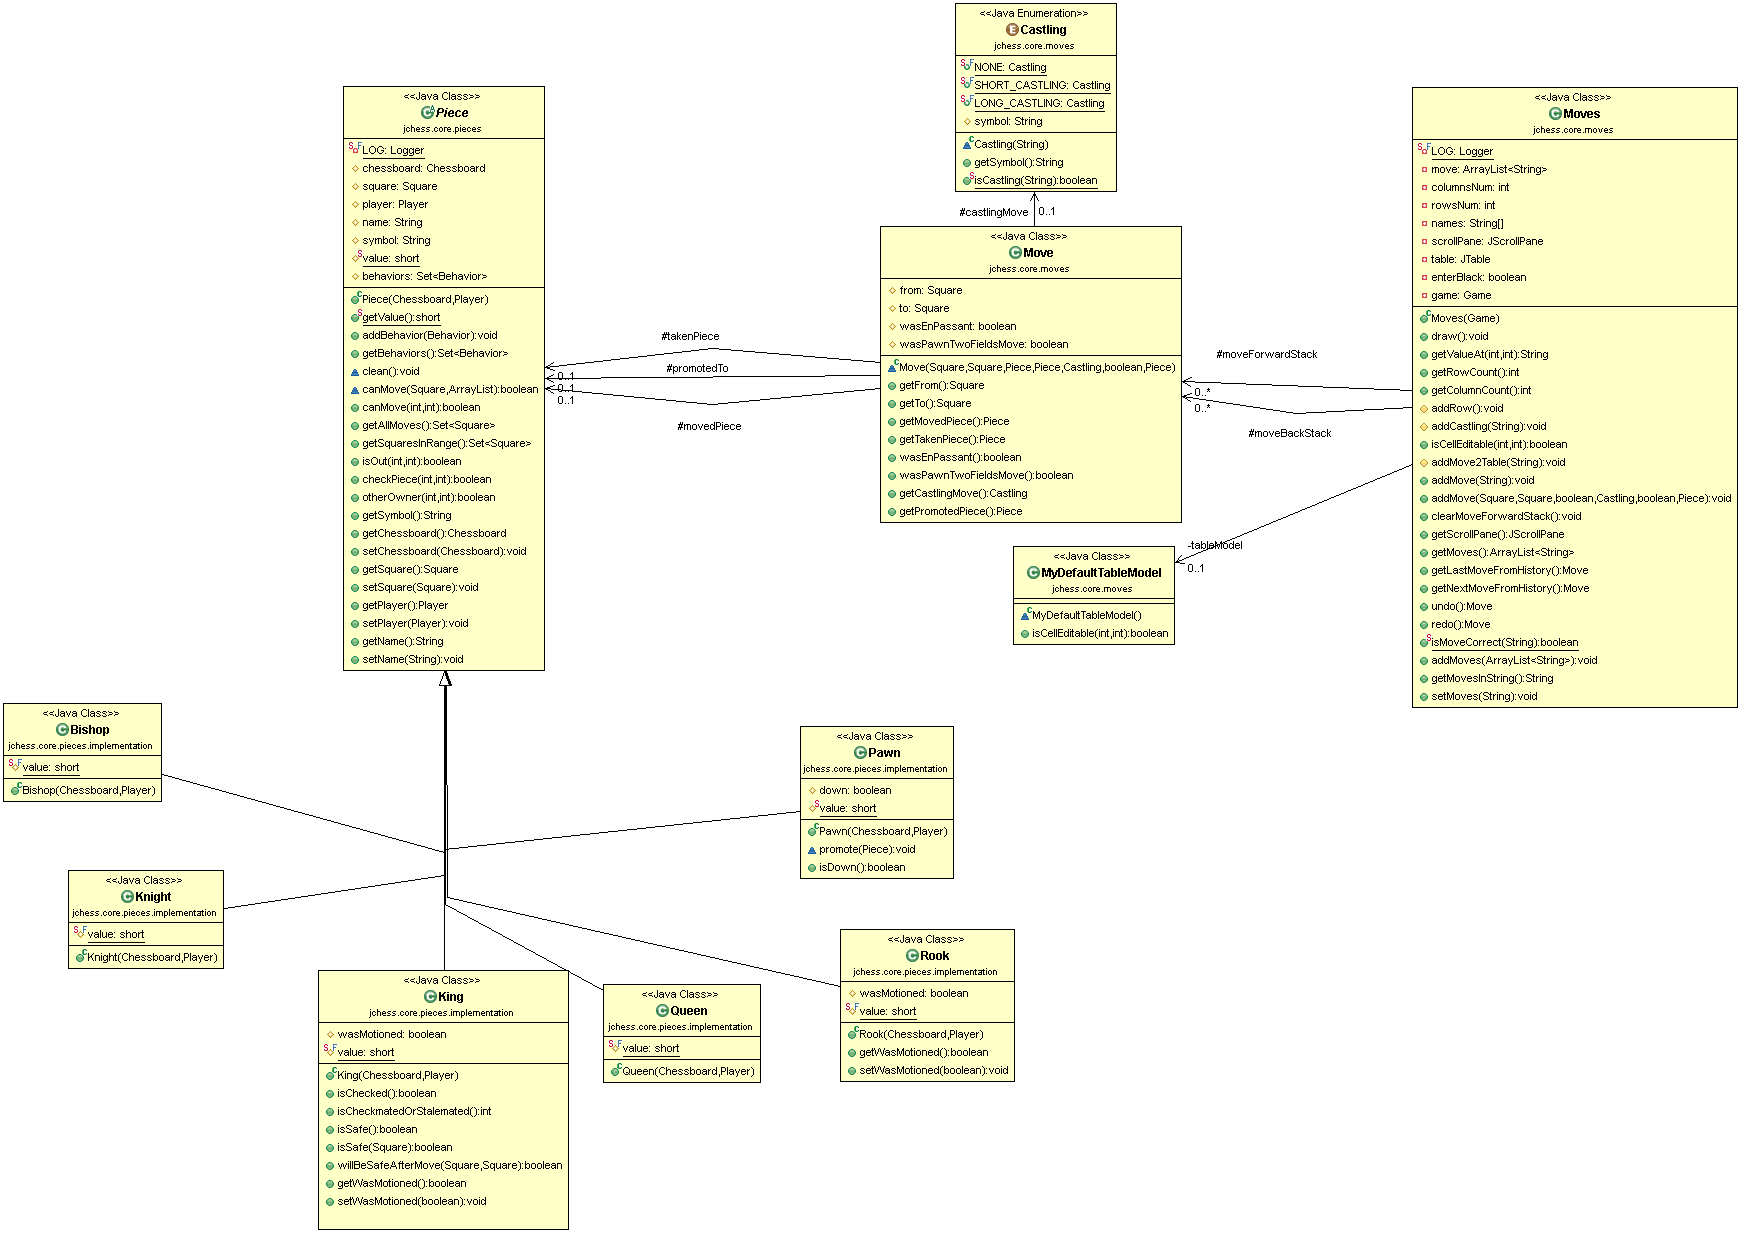 <<Java Enumeration>>
Castling
jchess.core.moves
NONE: Castling
SHORT_CASTLING: Castling
LONG_CASTLING: Castling
symbol: String
Castling(String)
getSymbol():String
isCastling(String):boolean
#castlingMove
0..1
<<Java Class>>
Piece
jchess.core.pieces
LOG: Logger
chessboard: Chessboard
square: Square
player: Player
name: String
symbol: String
value: short
behaviors: Set<Behavior>
Piece(Chessboard,Player)
getValue():short
addBehavior(Behavior):void
getBehaviors():Set<Behavior>
clean():void
canMove(Square,ArrayList):boolean
canMove(int,int):boolean
getAllMoves():Set<Square>
getSquaresInRange():Set<Square>
isOut(int,int):boolean
checkPiece(int,int):boolean
otherOwner(int,int):boolean
getSymbol():String
getChessboard():Chessboard
setChessboard(Chessboard):void
getSquare():Square
setSquare(Square):void
getPlayer():Player
setPlayer(Player):void
getName():String
setName(String):void
#takenPiece
0..1
#promotedTo
0..1
#movedPiece
0..1
<<Java Class>>
Move
jchess.core.moves
from: Square
to: Square
wasEnPassant: boolean
wasPawnTwoFieldsMove: boolean
Move(Square,Square,Piece,Piece,Castling,boolean,Piece)
getFrom():Square
getTo():Square
getMovedPiece():Piece
getTakenPiece():Piece
wasEnPassant():boolean
wasPawnTwoFieldsMove():boolean
getCastlingMove():Castling
getPromotedPiece():Piece
#moveForwardStack
0..*
0..*
#moveBackStack
-tableModel
0..1
<<Java Class>>
Moves
jchess.core.moves
LOG: Logger
move: ArrayList<String>
columnsNum: int
rowsNum: int
names: String[]
scrollPane: JScrollPane
table: JTable
enterBlack: boolean
game: Game
Moves(Game)
draw():void
getValueAt(int,int):String
getRowCount():int
getColumnCount():int
addRow():void
addCastling(String):void
isCellEditable(int,int):boolean
addMove2Table(String):void
addMove(String):void
addMove(Square,Square,boolean,Castling,boolean,Piece):void
clearMoveForwardStack():void
getScrollPane():JScrollPane
getMoves():ArrayList<String>
getLastMoveFromHistory():Move
getNextMoveFromHistory():Move
undo():Move
redo():Move
isMoveCorrect(String):boolean
addMoves(ArrayList<String>):void
getMovesInString():String
setMoves(String):void
<<Java Class>>
MyDefaultTableModel
jchess.core.moves
MyDefaultTableModel()
isCellEditable(int,int):boolean
<<Java Class>>
Bishop
jchess.core.pieces.implementation
value: short
Bishop(Chessboard,Player)
<<Java Class>>
Pawn
jchess.core.pieces.implementation
down: boolean
value: short
Pawn(Chessboard,Player)
promote(Piece):void
isDown():boolean
<<Java Class>>
Knight
jchess.core.pieces.implementation
value: short
Knight(Chessboard,Player)
<<Java Class>>
King
jchess.core.pieces.implementation
wasMotioned: boolean
value: short
King(Chessboard,Player)
isChecked():boolean
isCheckmatedOrStalemated():int
isSafe():boolean
isSafe(Square):boolean
willBeSafeAfterMove(Square,Square):boolean
getWasMotioned():boolean
setWasMotioned(boolean):void
<<Java Class>>
Queen
jchess.core.pieces.implementation
value: short
Queen(Chessboard,Player)
<<Java Class>>
Rook
jchess.core.pieces.implementation
wasMotioned: boolean
value: short
Rook(Chessboard,Player)
getWasMotioned():boolean
setWasMotioned(boolean):void